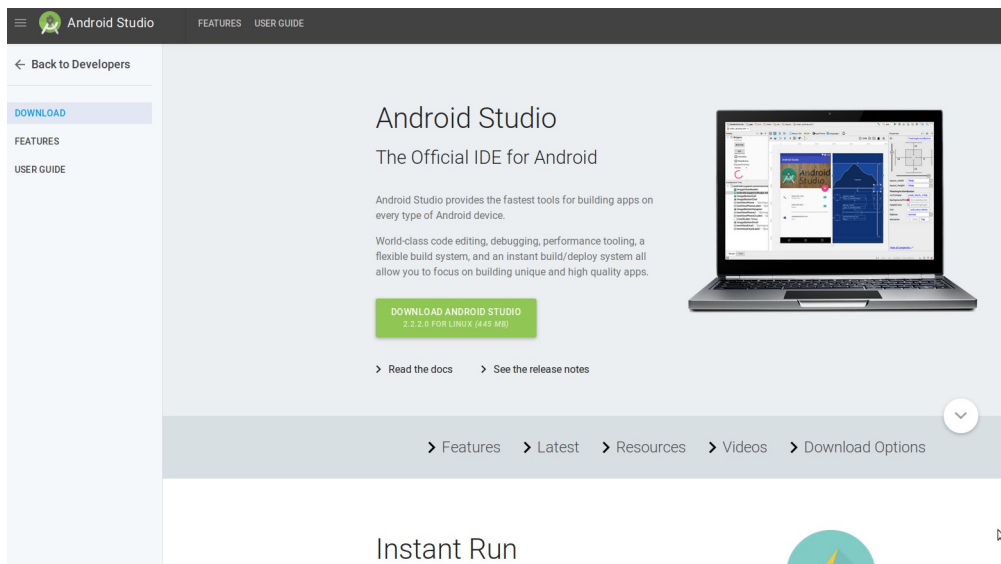 Android Studio FEATURES USER GUIDE
Back to Developers
DOWNLOAD
FEATURES
USER GUIDE
Android Studio
The Official IDE for Android
Android Studio provides the fastest tools for building apps on
every type of Android device.
World-class code editing, debugging, performance tooling, a
flexible build system, and an instant build/deploy system all
allow you to focus on building unique and high quality apps.
DOWNLOAD ANDROID STUDIO
2.2.2.0 FOR LINUX (445 MB)
Read the docs See the release notes
Android
Studio
Features Latest Resources Videos Download Options
Instant Run